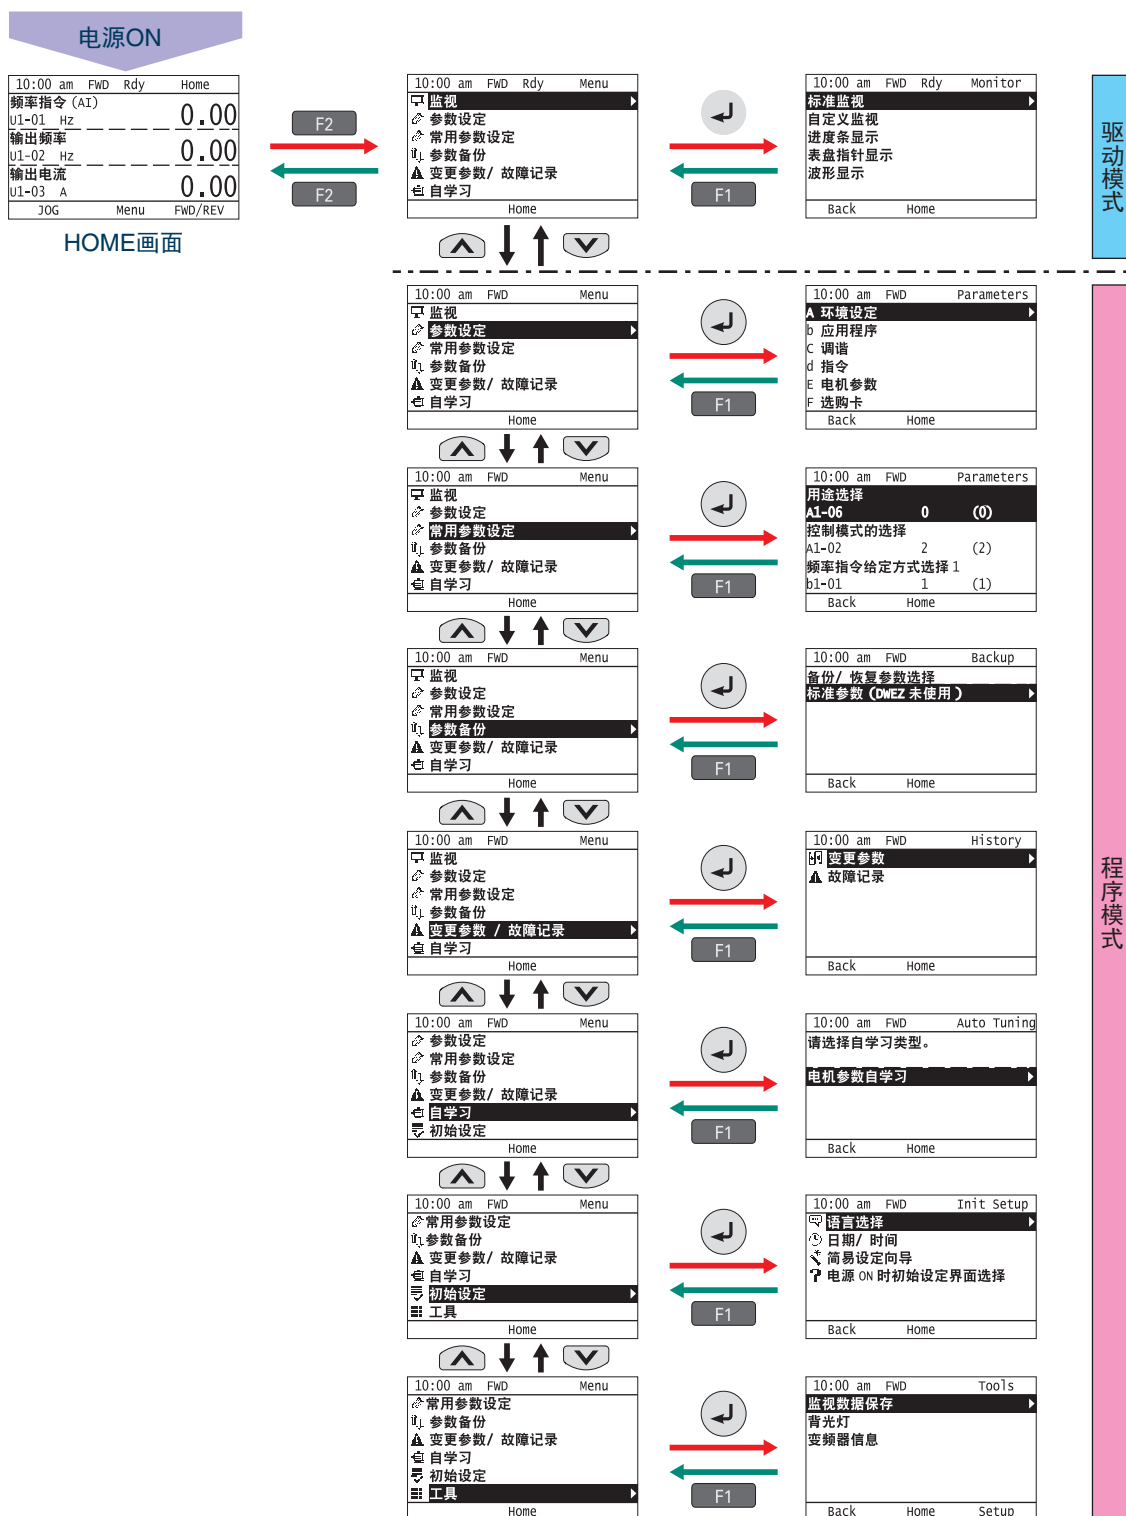 电源ON
10:00 am FWD Rdy Home
频率指令 (AI)
U1-01 Hz 0.00
输出频率
U1-02 Hz 0.00
输出电流
U1-03 A 0.00
JOG Menu FWD/REV
HOME画面
F2
F2
10:00 am FWD Rdy Menu
监视
参数设定
常用参数设定
参数备份
变更参数/ 故障记录
自学习
Home
F1
10:00 am FWD Rdy Monitor
标准监视
自定义监视
进度条显示
表盘指针显示
波形显示
Back Home
驱动模式
10:00 am FWD Menu
监视
参数设定
常用参数设定
参数备份
变更参数/ 故障记录
自学习
Home
F1
10:00 am FWD Parameters
A 环境设定
b 应用程序
C 调谐
d 指令
E 电机参数
F 选购卡
Back Home
10:00 am FWD Menu
监视
参数设定
常用参数设定
参数备份
变更参数/ 故障记录
自学习
Home
F1
10:00 am FWD Parameters
用途选择
A1-06 0 (0)
控制模式的选择
A1-02 2 (2)
频率指令给定方式选择 1
b1-01 1 (1)
Back Home
10:00 am FWD Menu
监视
参数设定
常用参数设定
参数备份
变更参数/ 故障记录
自学习
Home
F1
10:00 am FWD Backup
备份/ 恢复参数选择
标准参数 (DWEZ 未使用 )
Back Home
10:00 am FWD Menu
监视
参数设定
常用参数设定
参数备份
变更参数 / 故障记录
自学习
Home
F1
10:00 am FWD History
变更参数
故障记录
Back Home
程序模式
10:00 am FWD Menu
参数设定
常用参数设定
参数备份
变更参数/ 故障记录
自学习
初始设定
Home
F1
10:00 am FWD Auto Tuning
请选择自学习类型。
电机参数自学习
Back Home
10:00 am FWD Menu
常用参数设定
参数备份
变更参数/ 故障记录
自学习
初始设定
工具
Home
F1
10:00 am FWD Init Setup
语言选择
日期/ 时间
简易设定向导
电源 ON 时初始设定界面选择
Back Home
10:00 am FWD Menu
常用参数设定
参数备份
变更参数/ 故障记录
自学习
初始设定
工具
Home
F1
10:00 am FWD Tools
监视数据保存
背光灯
变频器信息
Back Home Setup